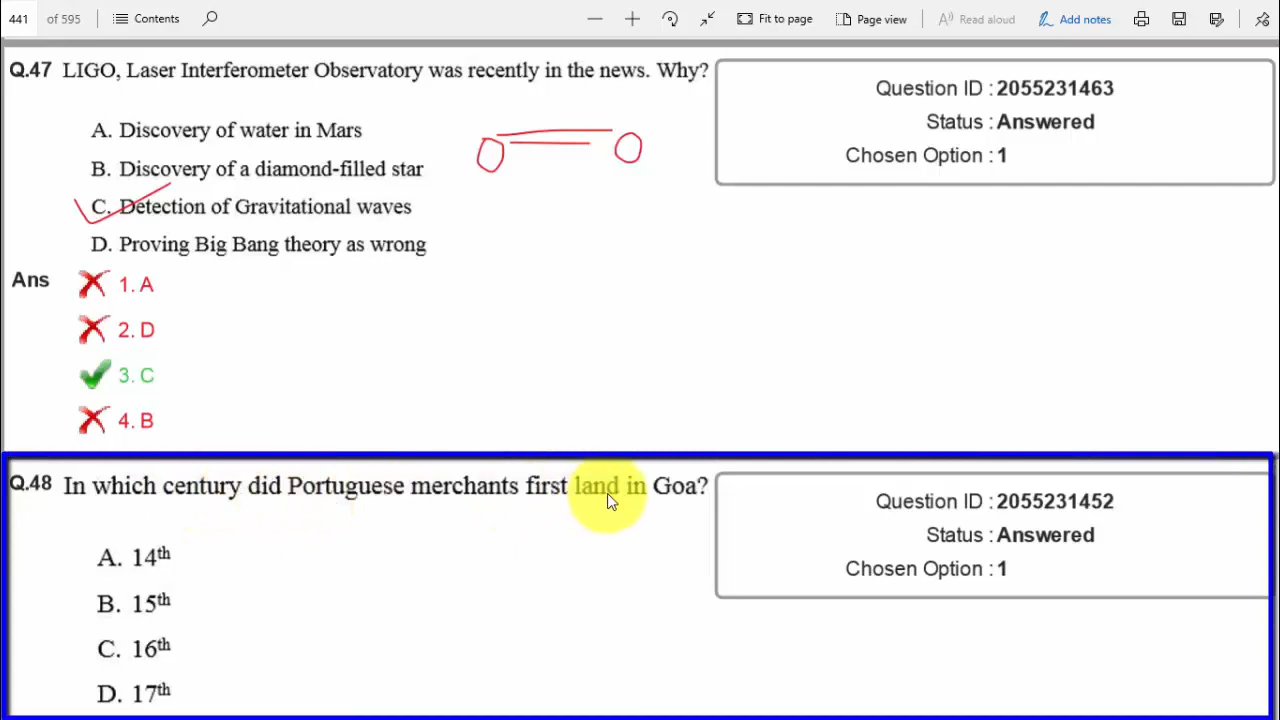 441 of 595 Contents Fit to page Page view Read aloud Add notes
Q.47 LIGO, Laser Interferometer Observatory was recently in the news. Why?
Question ID : 2055231463
Status : Answered
Chosen Option : 1
A. Discovery of water in Mars
B. Discovery of a diamond-filled star
C. Detection of Gravitational waves
D. Proving Big Bang theory as wrong
Ans
1. A
2. D
3. C
4. B
Q.48 In which century did Portuguese merchants first land in Goa?
Question ID : 2055231452
Status : Answered
Chosen Option : 1
A. 14th
B. 15th
C. 16th
D. 17th